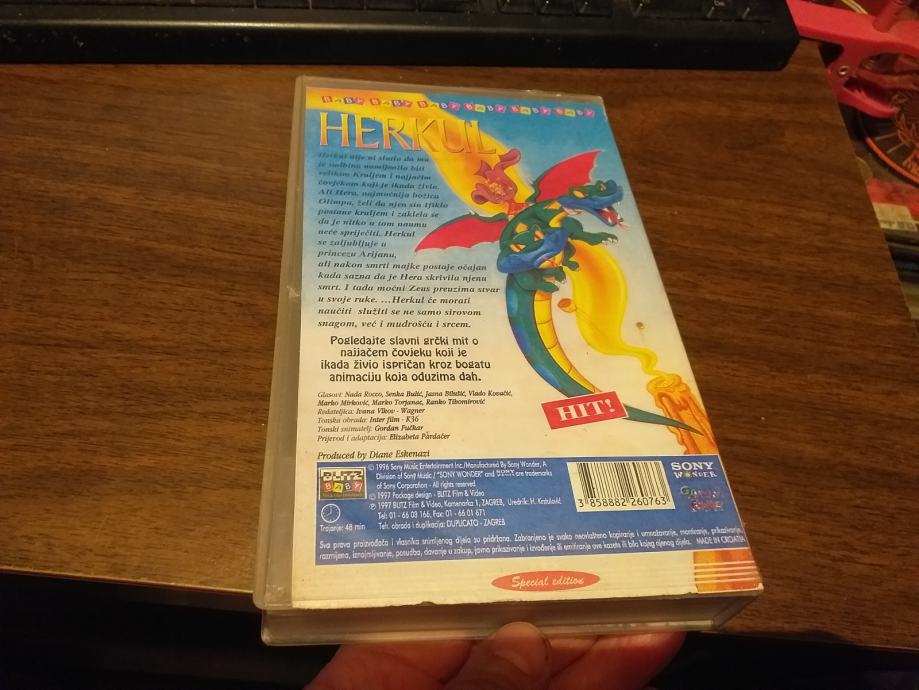 BABY BABY BABY BABY BABY BABY
HERKUL
Herkul nije ni slutio da mu
je sudbina namijenila biti
velikim Kraljem i najjačim
čovjekom koji je ikada živio.
Ali Hera, najmoćnija božica
Olimpa, želi da njen sin Ifiklo
postane kraljem i zaklela se
da je nitko u tom naumu
neće spriječiti. Herkul
se zaljubljuje u
princezu Arijanu,
ali nakon smrti majke postaje očajan
kada sazna da je Hera skrivila njenu
smrt. I tada moćni Zeus preuzima stvar
u svoje ruke. ...Herkul će morati
naučiti služiti se ne samo sirovom
snagom, već i mudrošću i srcem.
Pogledajte slavni grčki mit o
najjačem čovjeku koji je
ikada živio ispričan kroz bogatu
animaciju koja oduzima dah.
Glasovi: Nada Rocco, Senka Bulić, Jasna Bilušić, Vlado Kovačić,
Marko Mirković, Marko Torjanac, Ranko Tihomirović
Redateljica: Ivana Vlkov - Wagner
Tonska obrada: Inter film - K36
Tonski snimatelj: Gordan Fučkar
Prijevod i adaptacija: Elizabeta Pardačer
Produced by Diane Eskenazi
HIT!
BLITZ
BABY
© 1996 Sony Music Entertainment Inc./Manufactured By Sony Wonder, A
Division of Sony Music / "SONY WONDER" and are trademarks
of Sony Corporation - All rights reserved
© 1997 Package design - BLITZ Film & Video
℗ 1997 BLITZ Film & Video, Kamenarka 1, ZAGREB, Urednik: H. Krstulović
Tel: 01 - 66 08 166, Fax: 01 - 66 01 671
Teh. obrada i duplikacija: DUPLICATO - ZAGREB
Trajanje: 48 min
3 858882 260763
SONY
WONDER
Sva prava proizvođača i vlasnika snimljenog dijela su pridržana. Zabranjeno je svako neovlašteno kopiranje i umnožavanje, montiranje, prikazivanje,
razmijena, iznajmljivanje, posudba, davanje u zakup, javno prikazivanje i izvođenje ili emitiranje ove kazete ili bilo kojeg njenog dijela. MADE IN CROATIA
Special edition